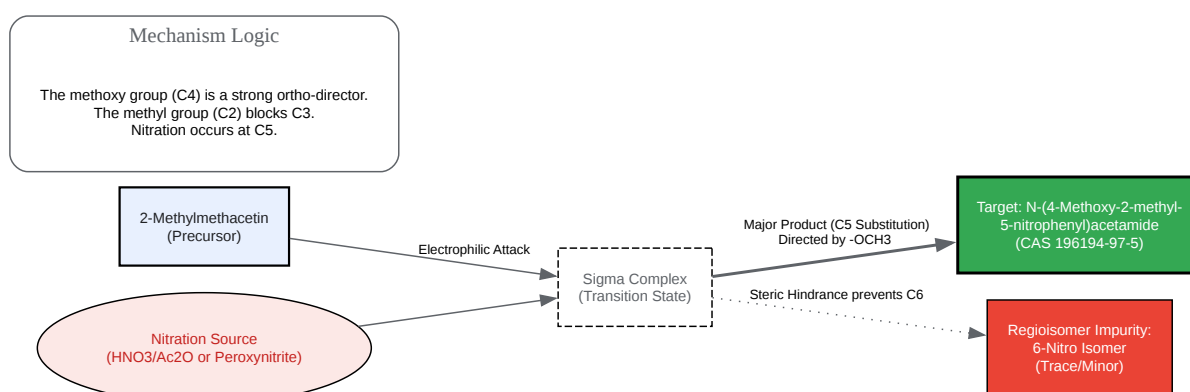 Mechanism Logic
The methoxy group (C4) is a strong ortho-director.
The methyl group (C2) blocks C3.
Nitration occurs at C5.
2-Methylmethacetin
(Precursor)
Electrophilic Attack
Nitration Source
(HNO3/Ac2O or Peroxynitrite)
Sigma Complex
(Transition State)
Major Product (C5 Substitution)
Directed by -OCH3
Steric Hindrance prevents C6
Target: N-(4-Methoxy-2-methyl-
5-nitrophenyl)acetamide
(CAS 196194-97-5)
Regioisomer Impurity:
6-Nitro Isomer
(Trace/Minor)